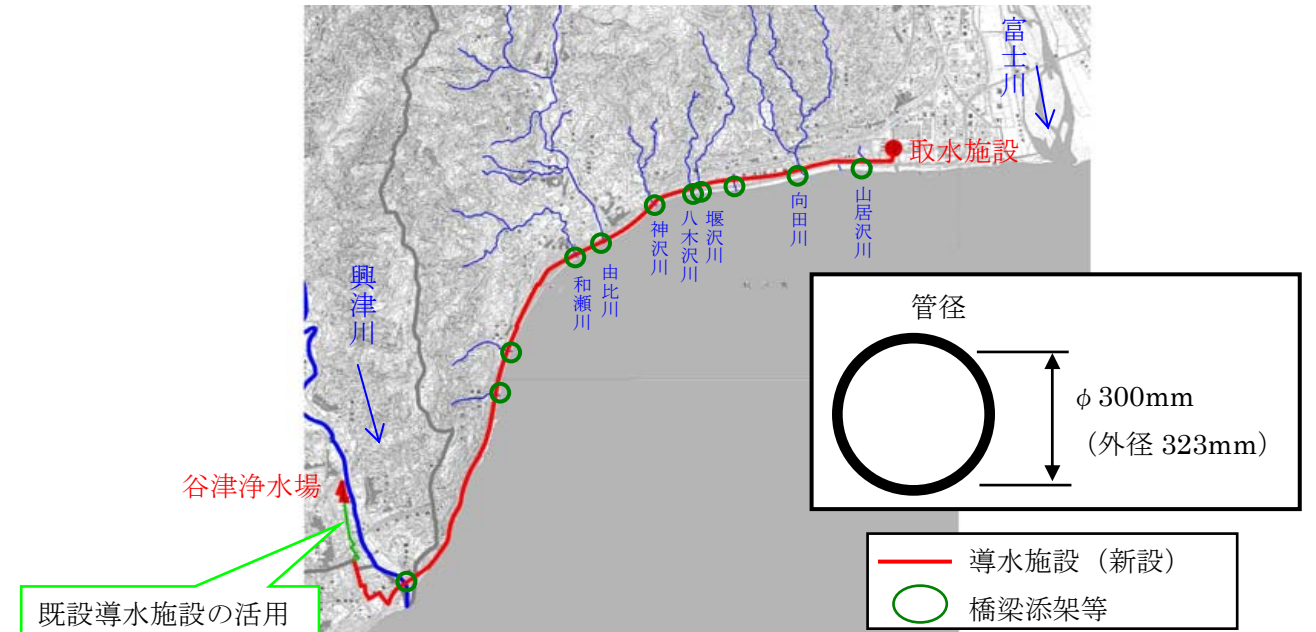 富士川
取水施設
山居沢川
向田川
堰沢川
八木沢川
神沢川
由比川
和瀬川
興津川
谷津浄水場
既設導水施設の活用
管径
φ300mm
(外径 323mm)
導水施設(新設)
橋梁添架等